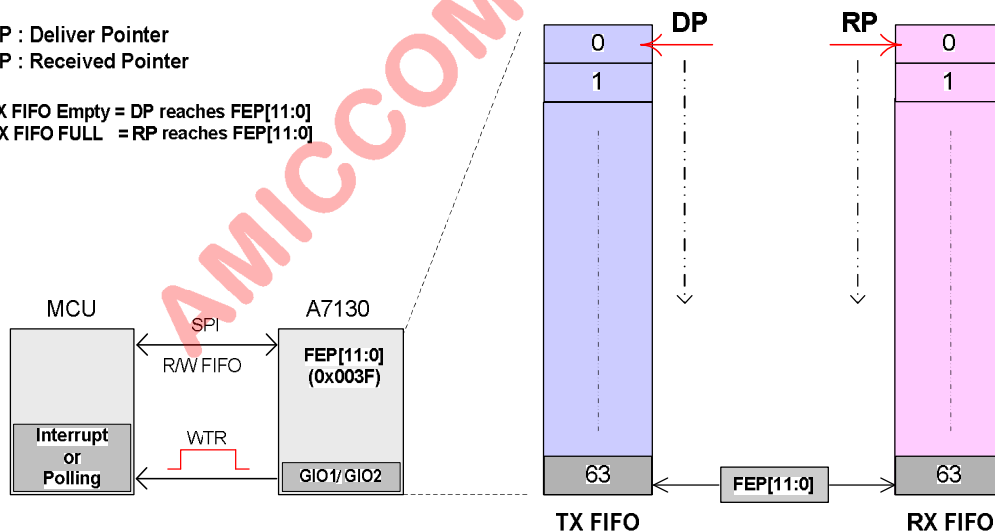 P : Deliver Pointer
P : Received Pointer
X FIFO Empty = DP reaches FEP[11:0]
X FIFO FULL = RP reaches FEP[11:0]
AMICCOM
DP
RP
0
0
1
1
MCU
A7130
SPI
R/W FIFO
FEP[11:0]
(0x003F)
Interrupt
or
Polling
WTR
GIO1/ GIO2
63
63
FEP[11:0]
TX FIFO
RX FIFO